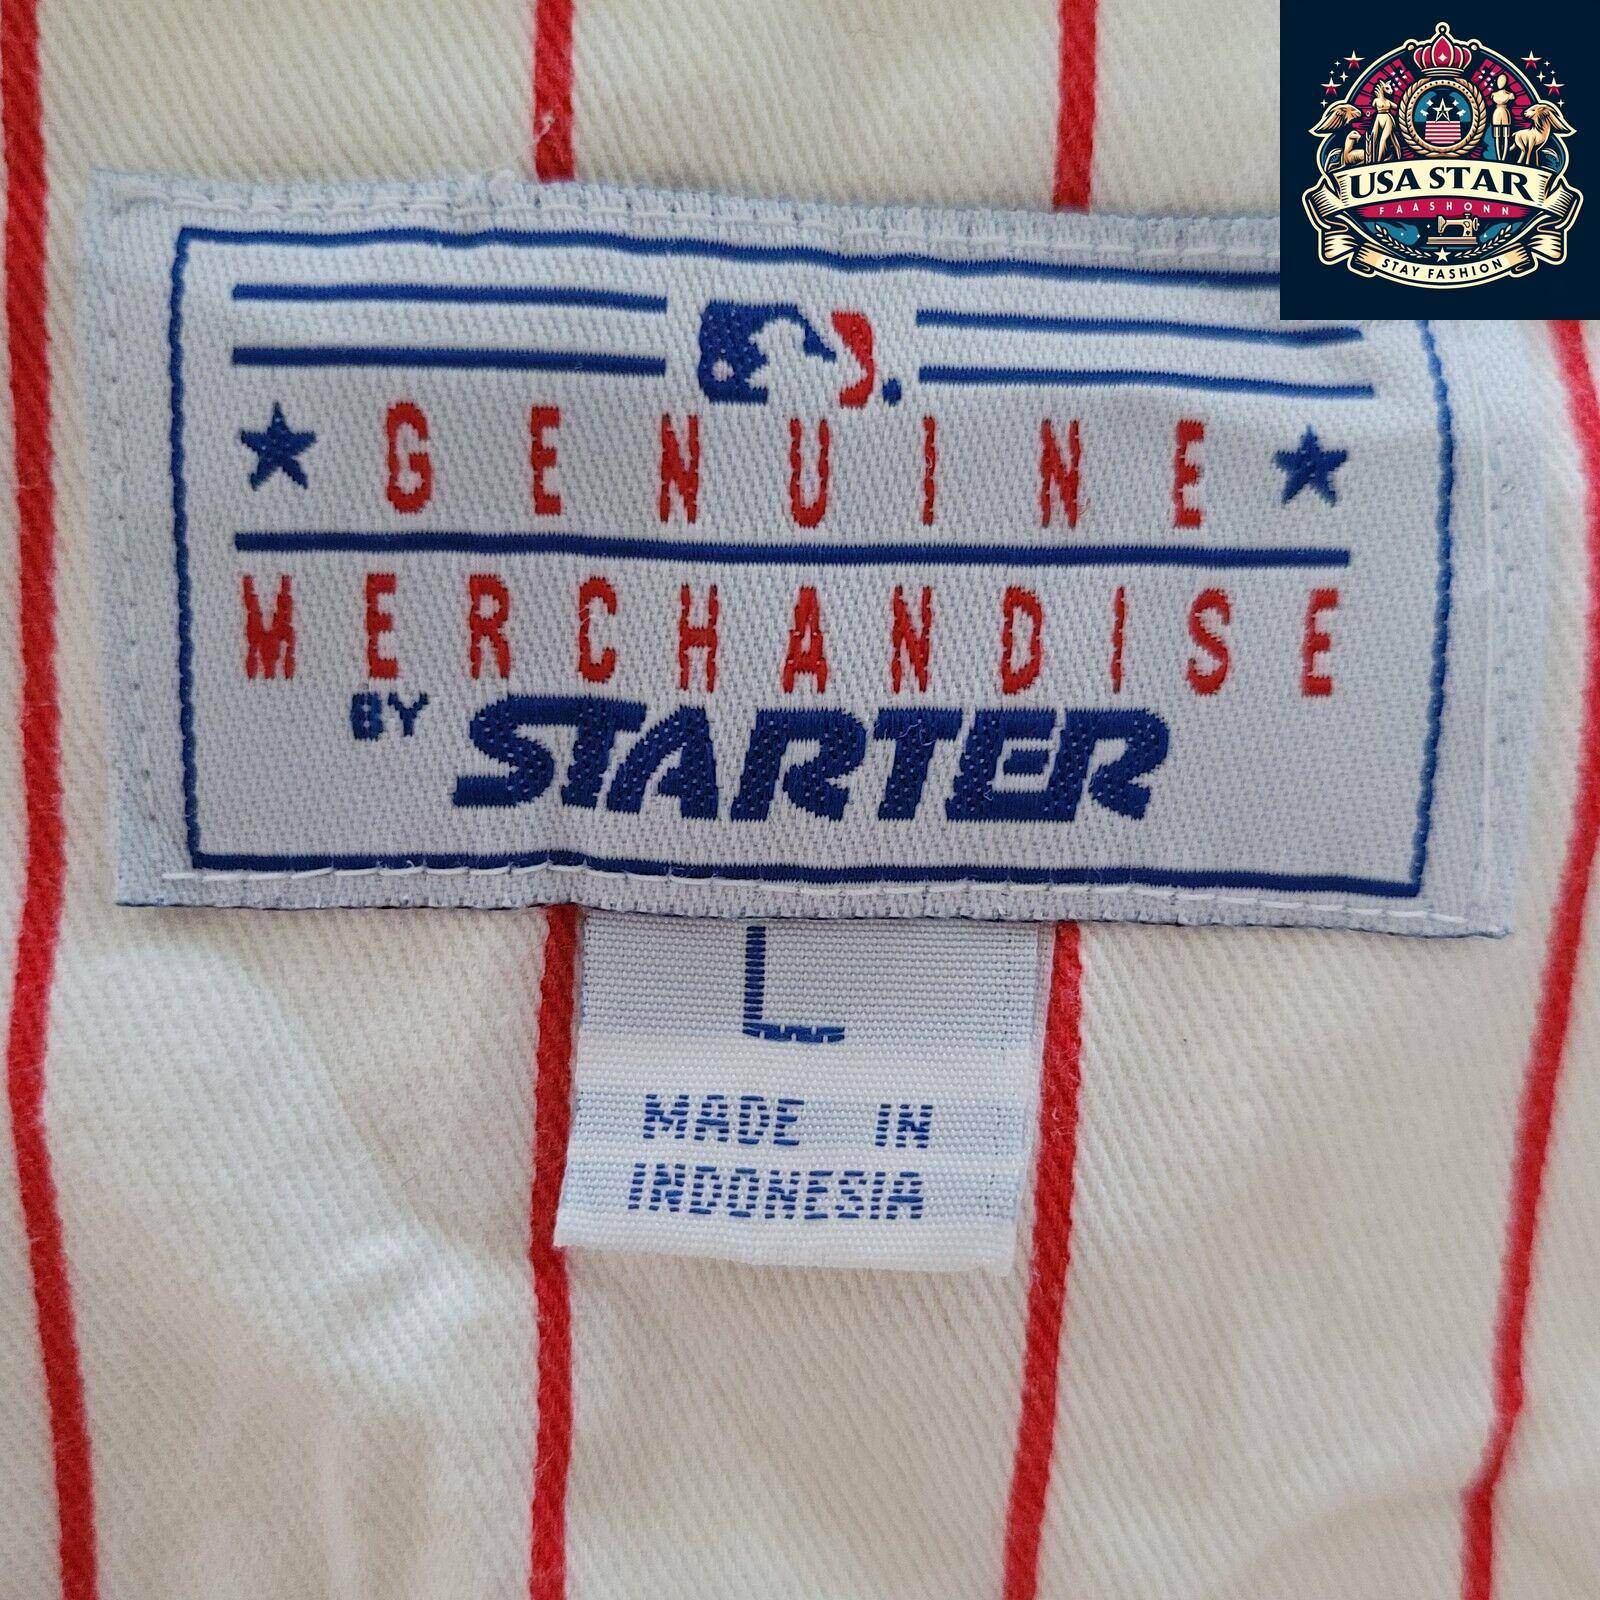 USA STAR
FAASHONN
STAY FASHION
GENUINE
MERCHANDISE
BY STARTER
L
MADE IN
INDONESIA